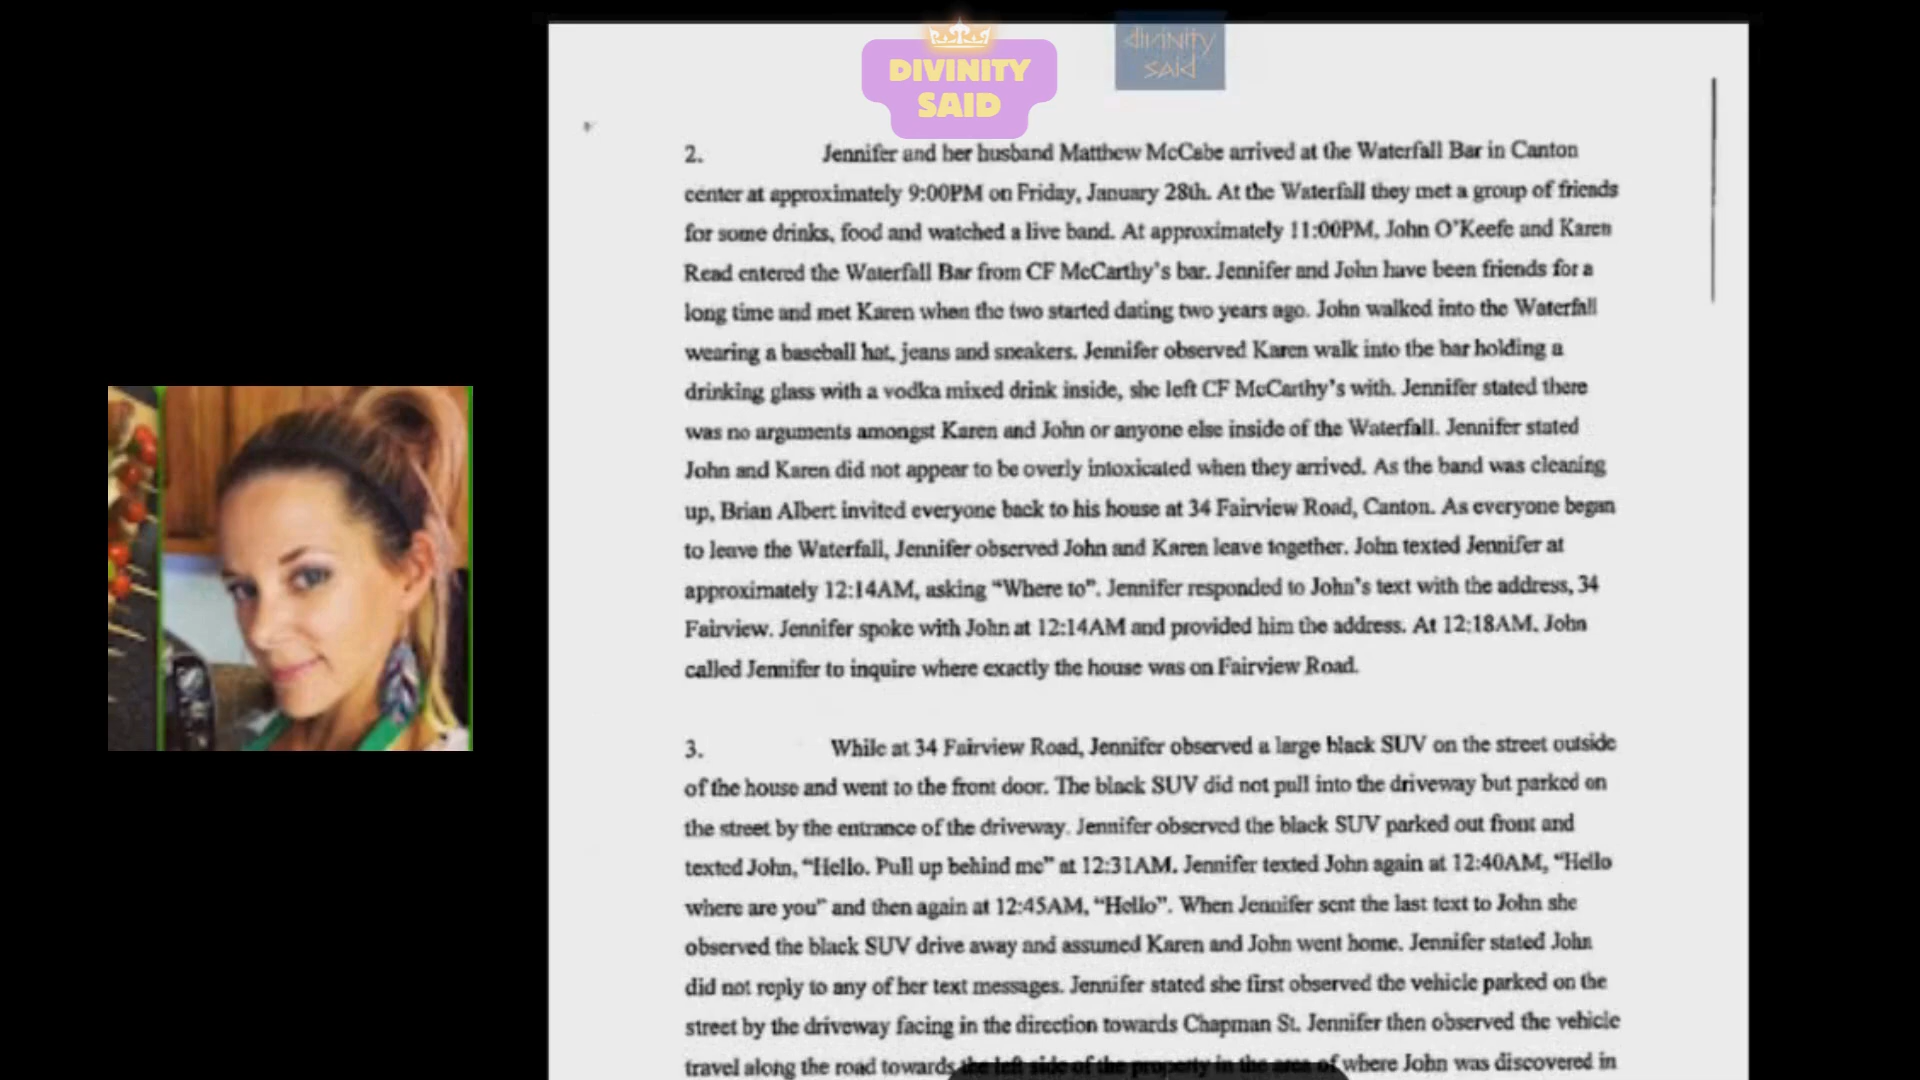 DIVINITY
SAID
divinity
said
2. Jennifer and her husband Matthew McCabe arrived at the Waterfall Bar in Canton
center at approximately 9:00PM on Friday, January 28th. At the Waterfall they met a group of friends
for some drinks, food and watched a live band. At approximately 11:00PM, John O'Keefe and Karen
Read entered the Waterfall Bar from CF McCarthy's bar. Jennifer and John have been friends for a
long time and met Karen when the two started dating two years ago. John walked into the Waterfall
wearing a baseball hat, jeans and sneakers. Jennifer observed Karen walk into the bar holding a
drinking glass with a vodka mixed drink inside, she left CF McCarthy's with. Jennifer stated there
was no arguments amongst Karen and John or anyone else inside of the Waterfall. Jennifer stated
John and Karen did not appear to be overly intoxicated when they arrived. As the band was cleaning
up, Brian Albert invited everyone back to his house at 34 Fairview Road, Canton. As everyone began
to leave the Waterfall, Jennifer observed John and Karen leave together. John texted Jennifer at
approximately 12:14AM, asking "Where to". Jennifer responded to John's text with the address, 34
Fairview. Jennifer spoke with John at 12:14AM and provided him the address. At 12:18AM, John
called Jennifer to inquire where exactly the house was on Fairview Road.
3. While at 34 Fairview Road, Jennifer observed a large black SUV on the street outside
of the house and went to the front door. The black SUV did not pull into the driveway but parked on
the street by the entrance of the driveway. Jennifer observed the black SUV parked out front and
texted John, "Hello. Pull up behind me" at 12:31AM. Jennifer texted John again at 12:40AM, "Hello
where are you" and then again at 12:45AM, "Hello". When Jennifer sent the last text to John she
observed the black SUV drive away and assumed Karen and John went home. Jennifer stated John
did not reply to any of her text messages. Jennifer stated she first observed the vehicle parked on the
street by the driveway facing in the direction towards Chapman St. Jennifer then observed the vehicle
travel along the road towards the left side of the property in the area of where John was discovered in